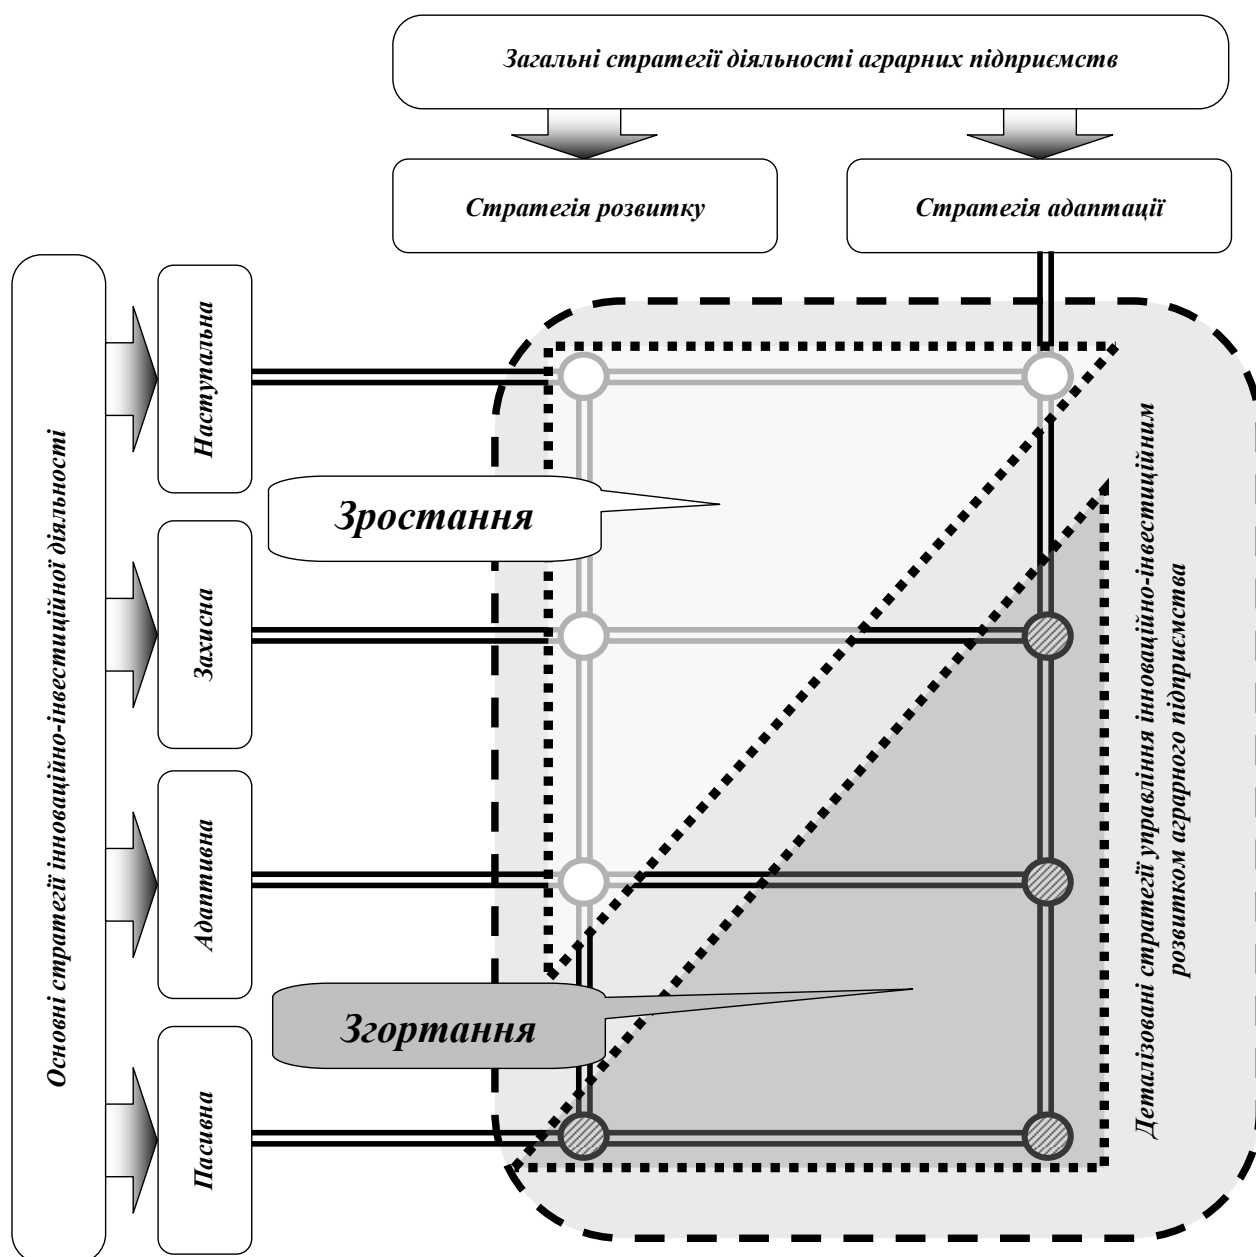 Загальні стратегії діяльності аграрних підприємств
Стратегія розвитку
Стратегія адаптації
Основні стратегії інноваційно-інвестиційної діяльності
Наступальна
Захисна
Адаптивна
Пасивна
Зростання
Згортання
Деталізовані стратегії управління інноваційно-інвестиційним
розвитком аграрного підприємства